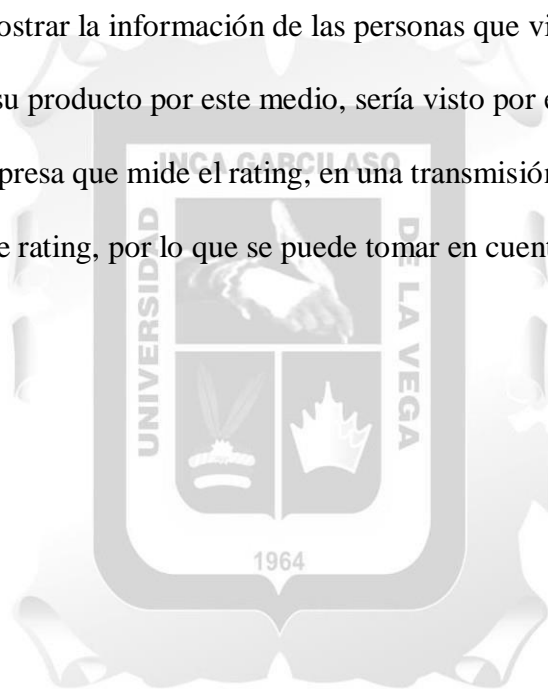 ostrar la información de las personas que vi
su producto por este medio, sería visto por e
presa que mide el rating, en una transmisión
e rating, por lo que se puede tomar en cuent
UNIVERSIDAD
INCA GARCILASO
DE LA VEGA
1964